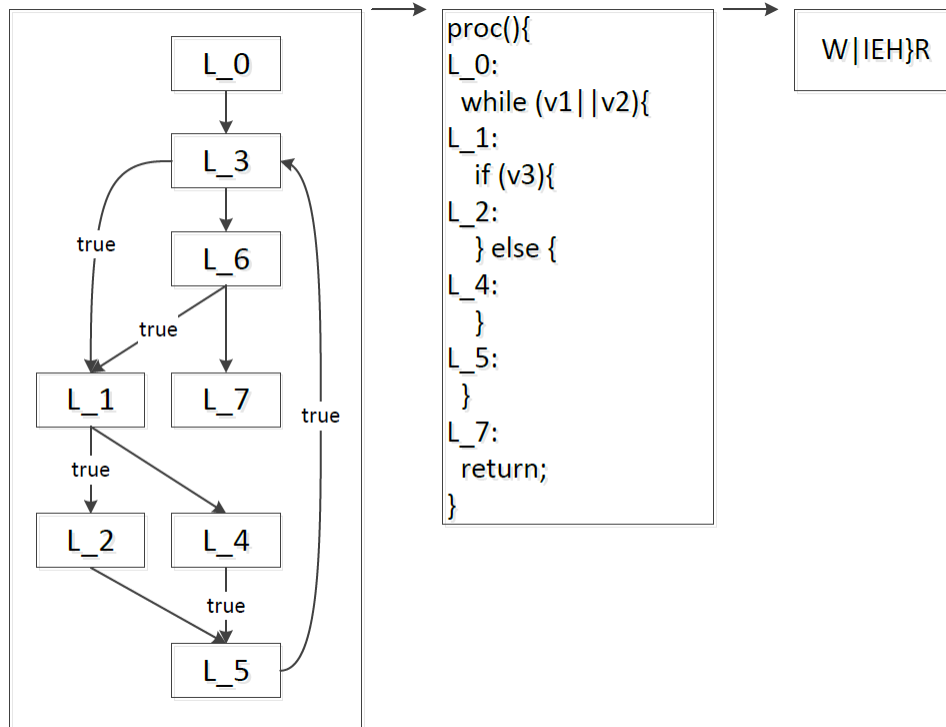 L_0
L_3
true
L_6
true
L_1
L_7
true
true
L_2
L_4
true
L_5
proc(){
L_0:
while (v1||v2){
L_1:
if (v3){
L_2:
} else {
L_4:
}
L_5:
}
L_7:
return;
}
W|IEH}R